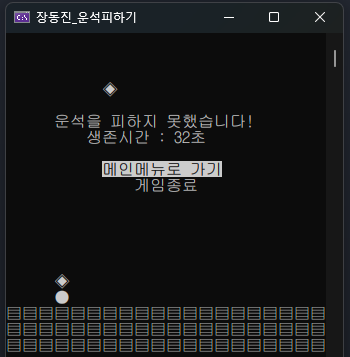 장동진_운석피하기
운석을 피하지 못했습니다!
생존시간 : 32초
메인메뉴로 가기
게임종료